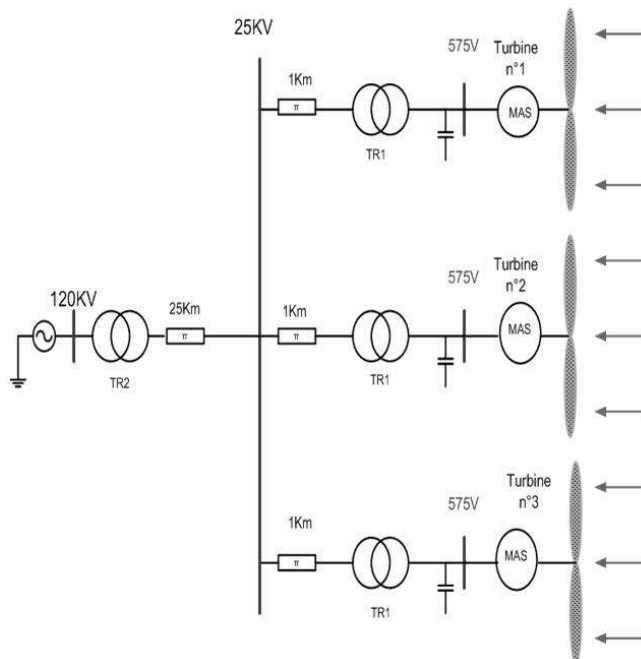 25KV
575V
Turbine
n°1
1Km
π
MAS
TR1
120KV
25Km
π
TR2
575V
Turbine
n°2
1Km
π
MAS
TR1
575V
Turbine
n°3
1Km
π
MAS
TR1